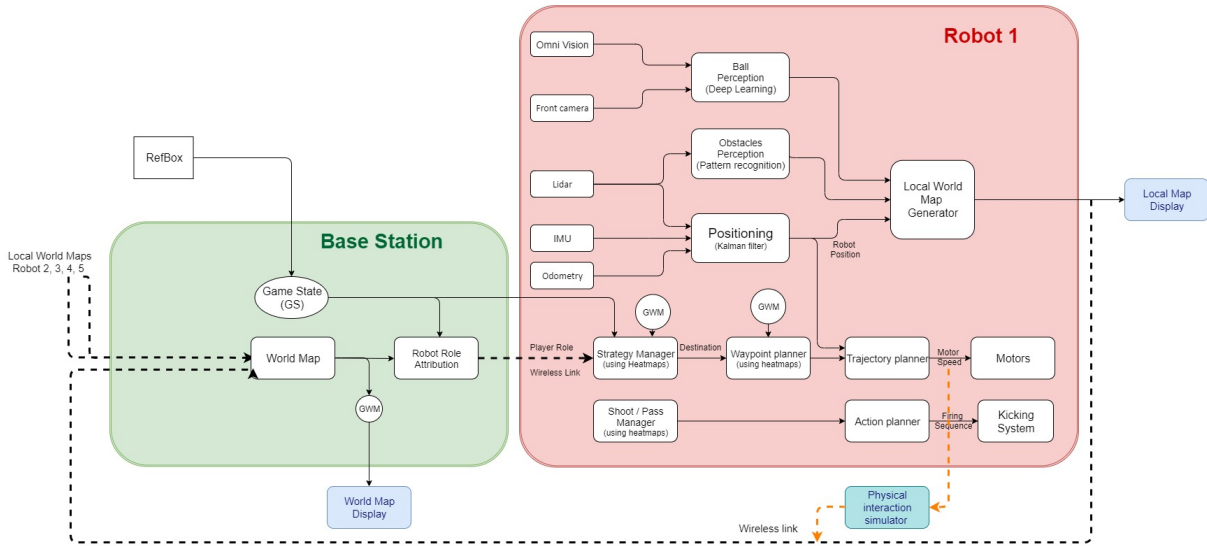 Robot 1
Omni Vision
Ball
Perception
(Deep Learning)
Front camera
RefBox
Obstacles
Perception
(Pattern recognition)
Lidar
Local World
Map
Generator
Local Map
Display
Base Station
Positioning
(Kalman filter)
IMU
Robot
Position
Local World Maps
Robot 2, 3, 4, 5
Odometry
Game State
(GS)
GWM
GWM
World Map
Robot Role
Attribution
Player Role
Wireless Link
Strategy Manager
(using Heatmaps)
Destination
Waypoint planner
(using heatmaps)
Trajectory planner
Motor
Speed
Motors
GWM
Shoot / Pass
Manager
(using heatmaps)
Action planner
Firing
Sequence
Kicking
System
World Map
Display
Physical
interaction
simulator
Wireless link